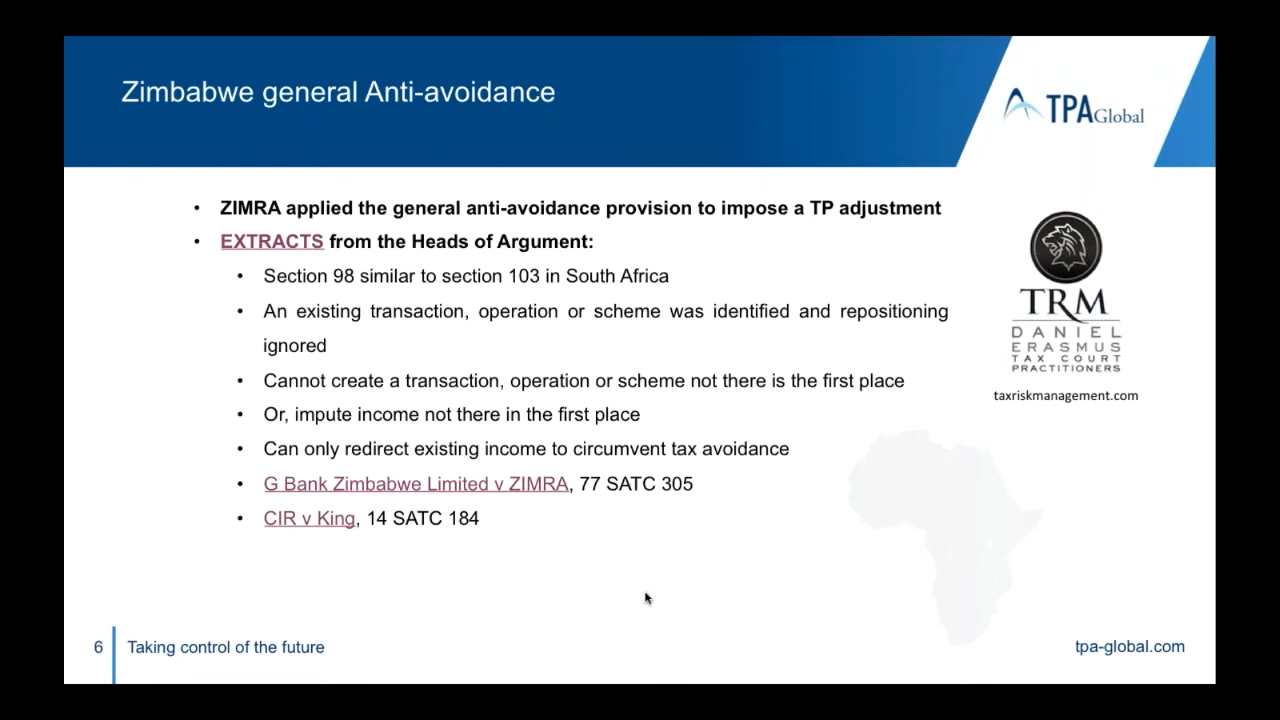 Zimbabwe general Anti-avoidance
TPA Global
• ZIMRA applied the general anti-avoidance provision to impose a TP adjustment
• EXTRACTS from the Heads of Argument:
• Section 98 similar to section 103 in South Africa
• An existing transaction, operation or scheme was identified and repositioning
ignored
• Cannot create a transaction, operation or scheme not there is the first place
• Or, impute income not there in the first place
• Can only redirect existing income to circumvent tax avoidance
• G Bank Zimbabwe Limited v ZIMRA, 77 SATC 305
• CIR v King, 14 SATC 184
TRM
DANIEL
ERASMUS
TAX COURT
PRACTITIONERS
taxriskmanagement.com
6 Taking control of the future
tpa-global.com